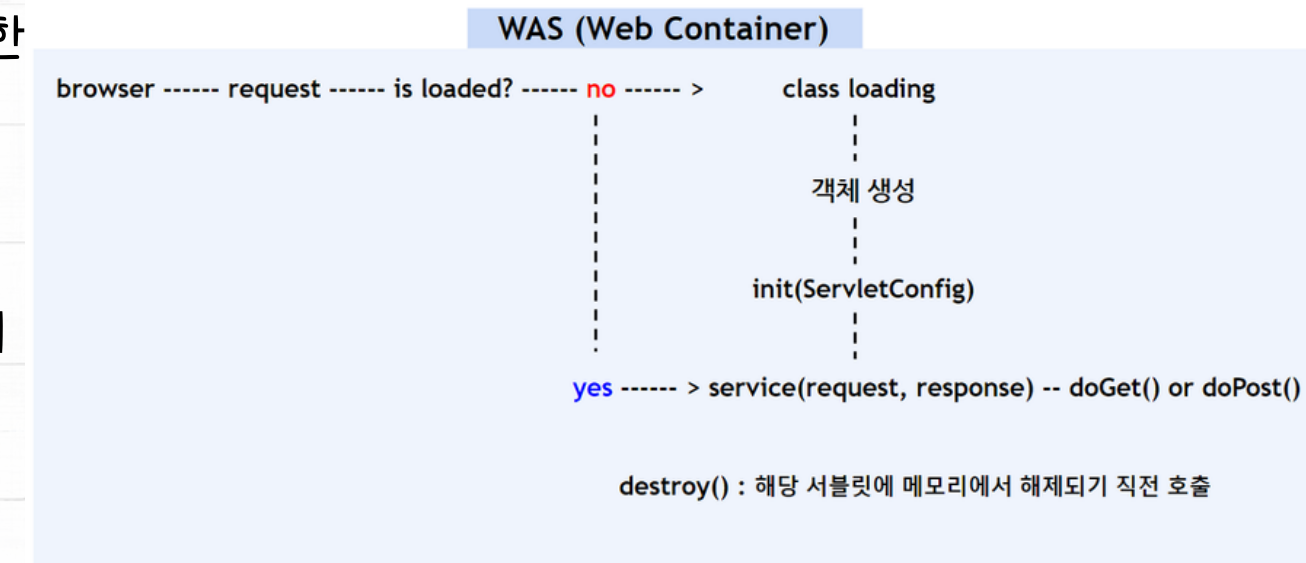 한
WAS (Web Container)
browser ------ request ------ is loaded? ------ no ------ > class loading
객체 생성
init(ServletConfig)
yes ------ > service(request, response) -- doGet() or doPost()
destroy() : 해당 서블릿에 메모리에서 해제되기 직전 호출